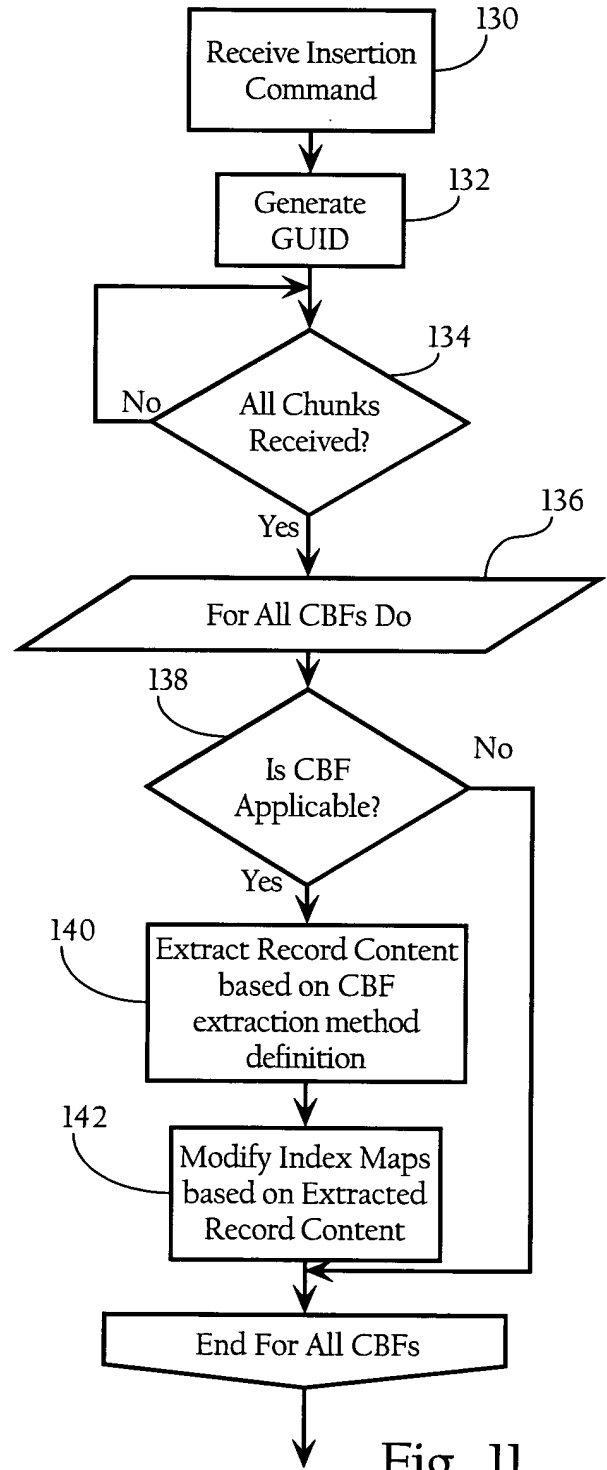 130
Receive Insertion
Command
132
Generate
GUID
134
All Chunks
Received?
No
Yes
136
For All CBFs Do
138
Is CBF
Applicable?
No
Yes
140
Extract Record Content
based on CBF
extraction method
definition
142
Modify Index Maps
based on Extracted
Record Content
End For All CBFs
Fig. 11